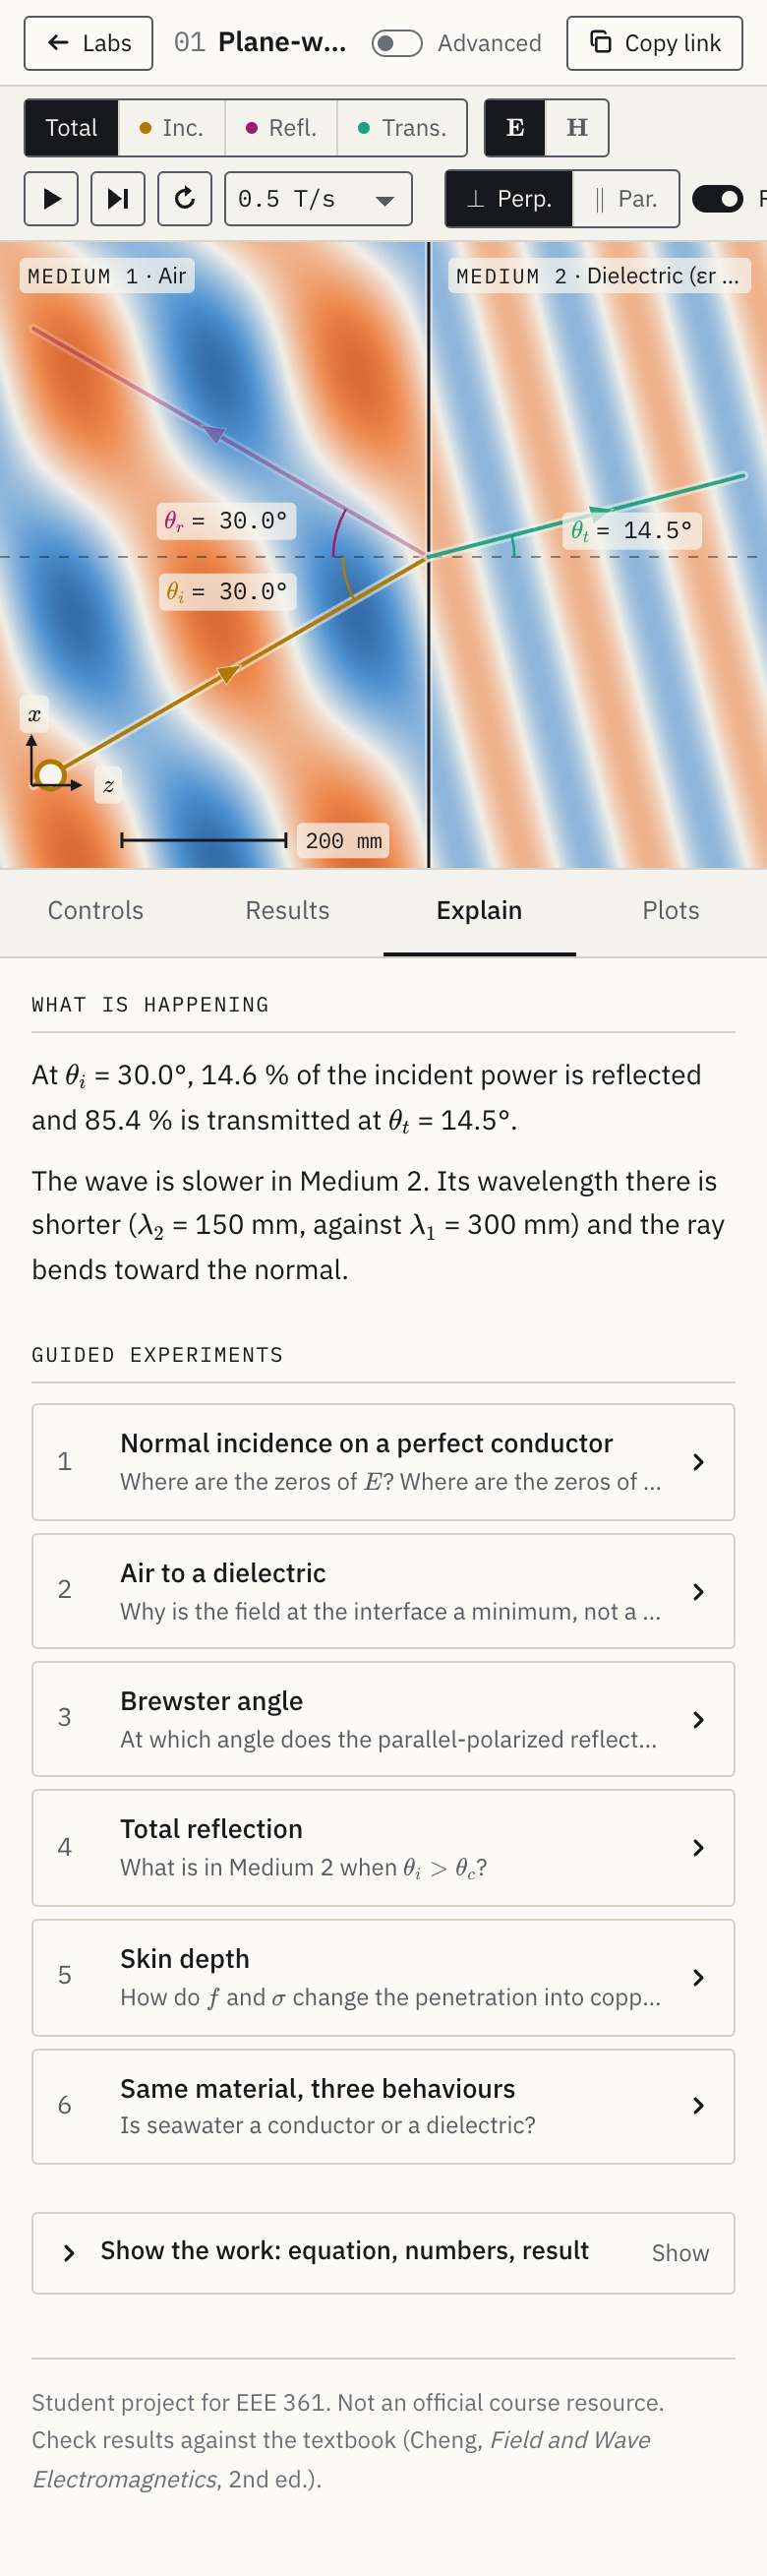 Labs 01 Plane-w... Advanced Copy link
Total Inc. Refl. Trans. E H
0.5 T/s ⊥ Perp. ∥ Par.
MEDIUM 1 · Air MEDIUM 2 · Dielectric (εr ...
θr = 30.0°
θt = 14.5°
θi = 30.0°
x
z
200 mm
Controls Results Explain Plots
WHAT IS HAPPENING
At θi = 30.0°, 14.6 % of the incident power is reflected
and 85.4 % is transmitted at θt = 14.5°.
The wave is slower in Medium 2. Its wavelength there is
shorter (λ2 = 150 mm, against λ1 = 300 mm) and the ray
bends toward the normal.
GUIDED EXPERIMENTS
1 Normal incidence on a perfect conductor
Where are the zeros of E? Where are the zeros of ...
2 Air to a dielectric
Why is the field at the interface a minimum, not a ...
3 Brewster angle
At which angle does the parallel-polarized reflect...
4 Total reflection
What is in Medium 2 when θi > θc?
5 Skin depth
How do f and σ change the penetration into copp...
6 Same material, three behaviours
Is seawater a conductor or a dielectric?
Show the work: equation, numbers, result Show
Student project for EEE 361. Not an official course resource.
Check results against the textbook (Cheng, Field and Wave
Electromagnetics, 2nd ed.).